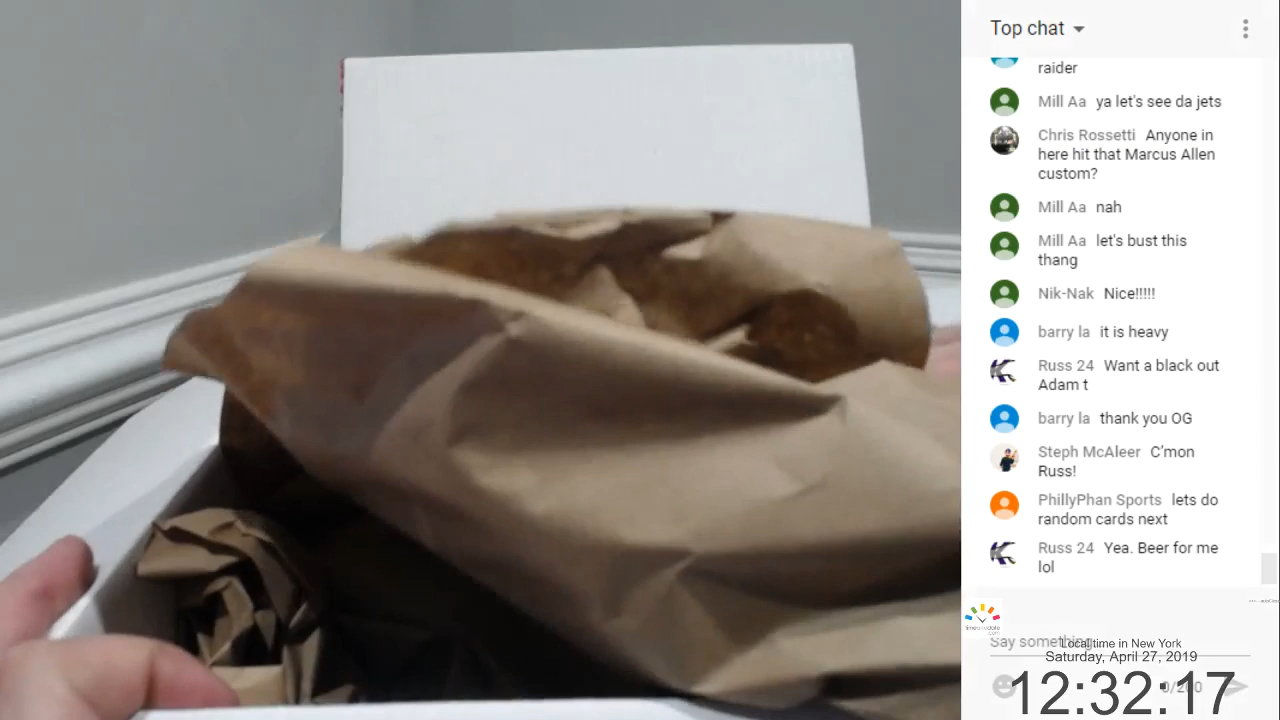 Top chat
raider
Mill Aa ya let's see da jets
Chris Rossetti Anyone in
here hit that Marcus Allen
custom?
Mill Aa nah
Mill Aa let's bust this
thang
Nik-Nak Nice!!!!!
barry la it is heavy
Russ 24 Want a black out
Adam t
barry la thank you OG
Steph McAleer C'mon
Russ!
PhillyPhan Sports lets do
random cards next
Russ 24 Yea. Beer for me
lol
timeanddate
.com
Say something...
Local time in New York
Saturday, April 27, 2019
0/200
12:32.17